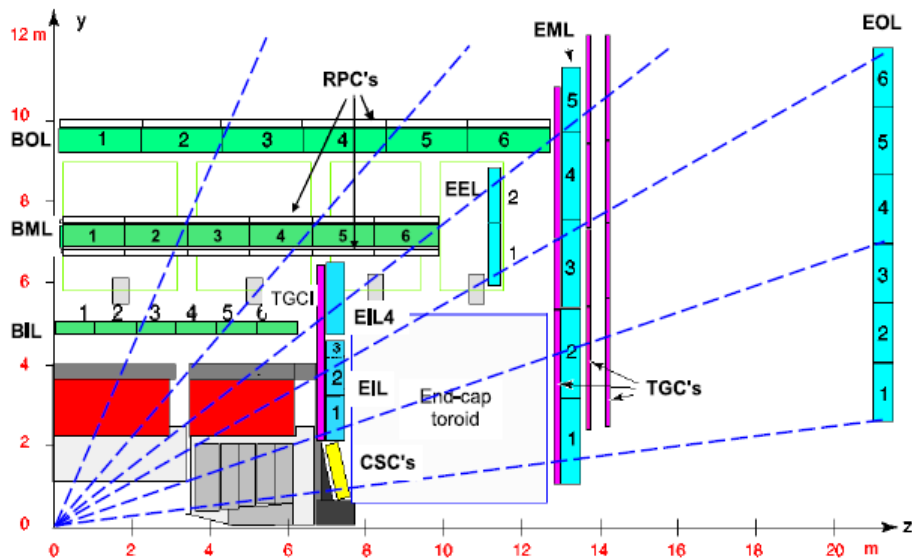 y
12 m
EML
EOL
RPC's
10
BOL
1 2 3 4 5 6
8
EEL
2
1
BML
1 2 3 4 5 6
6
TGCI
1 2 3 4 5 6
BIL
EIL4
4
3
2
1
EIL
End-cap
toroid
TGC's
2
CSC's
0
5
4
3
2
1
6
5
4
3
2
1
0 2 4 6 8 10 12 14 16 18 20 m
z